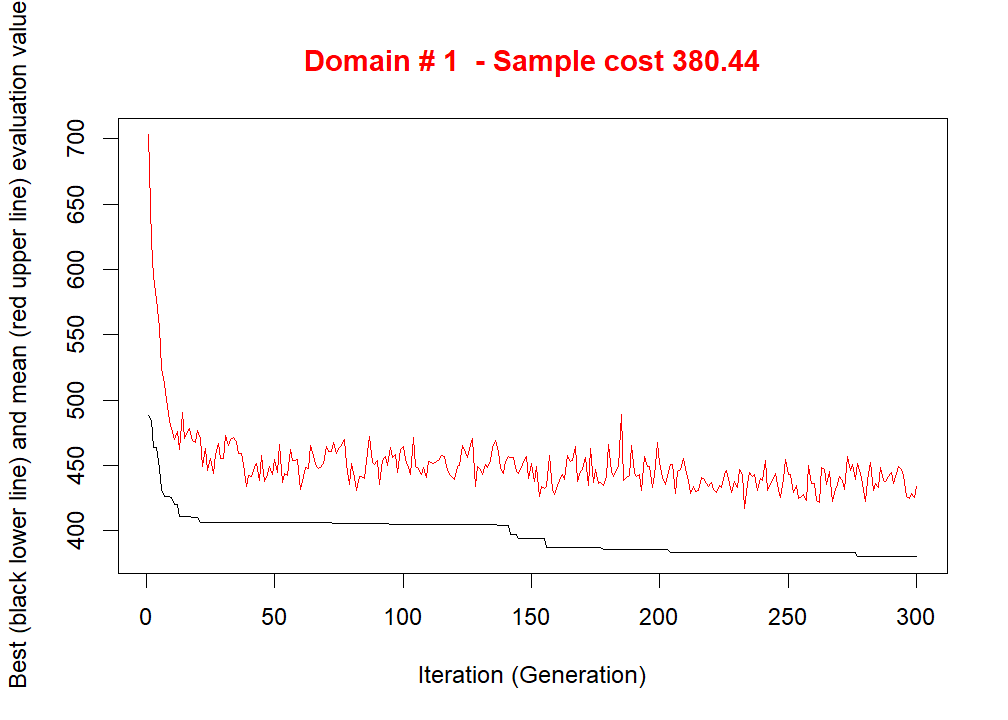 Domain # 1  - Sample cost 380.44
Best (black lower line) and mean (red upper line) evaluation value
700
650
600
550
500
450
400
0 50 100 150 200 250 300
Iteration (Generation)